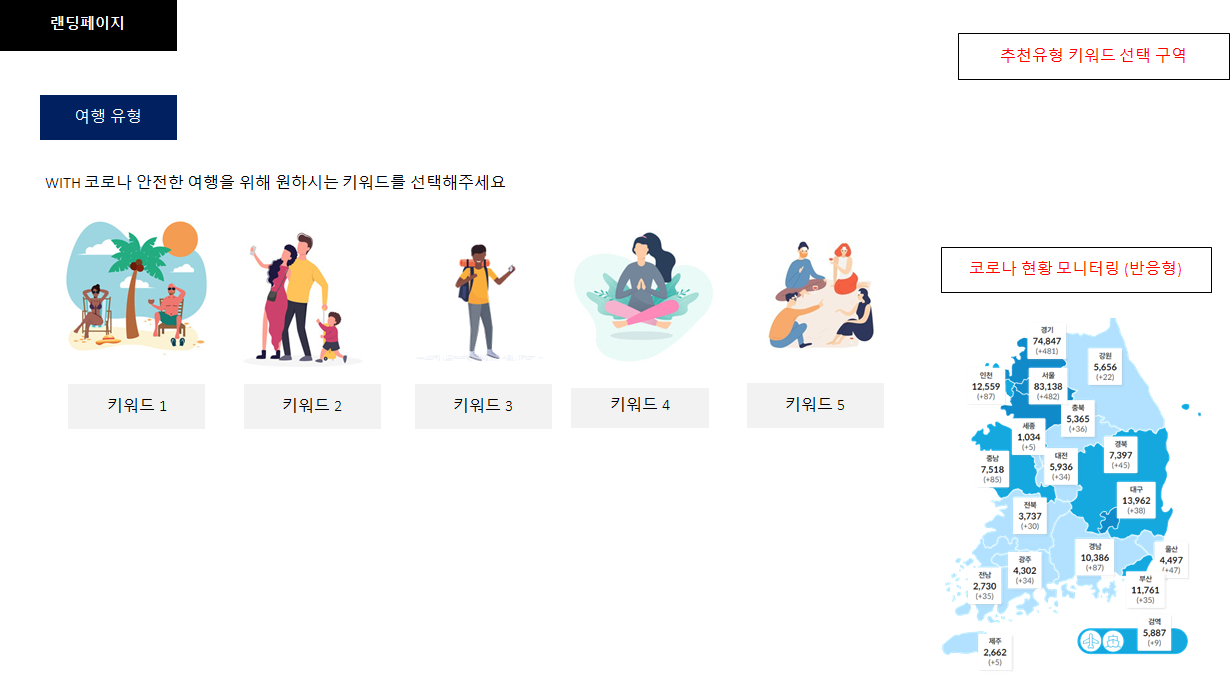 랜딩페이지
추천유형 키워드 선택 구역
여행 유형
WITH 코로나 안전한 여행을 위해 원하시는 키워드를 선택해주세요
키워드 1
키워드 2
키워드 3
키워드 4
키워드 5
코로나 현황 모니터링 (반응형)
경기
74,847
(+481)
강원
5,656
(+22)
인천
12,559
(+87)
서울
83,138
(+482)
충북
5,365
(+36)
세종
1,034
(+5)
경북
7,397
(+45)
충남
7,518
(+85)
대전
5,936
(+34)
대구
13,962
(+38)
전북
3,737
(+30)
경남
10,386
(+87)
울산
4,497
(+47)
광주
4,302
(+34)
전남
2,730
(+35)
부산
11,761
(+35)
검역
5,887
(+9)
제주
2,662
(+5)